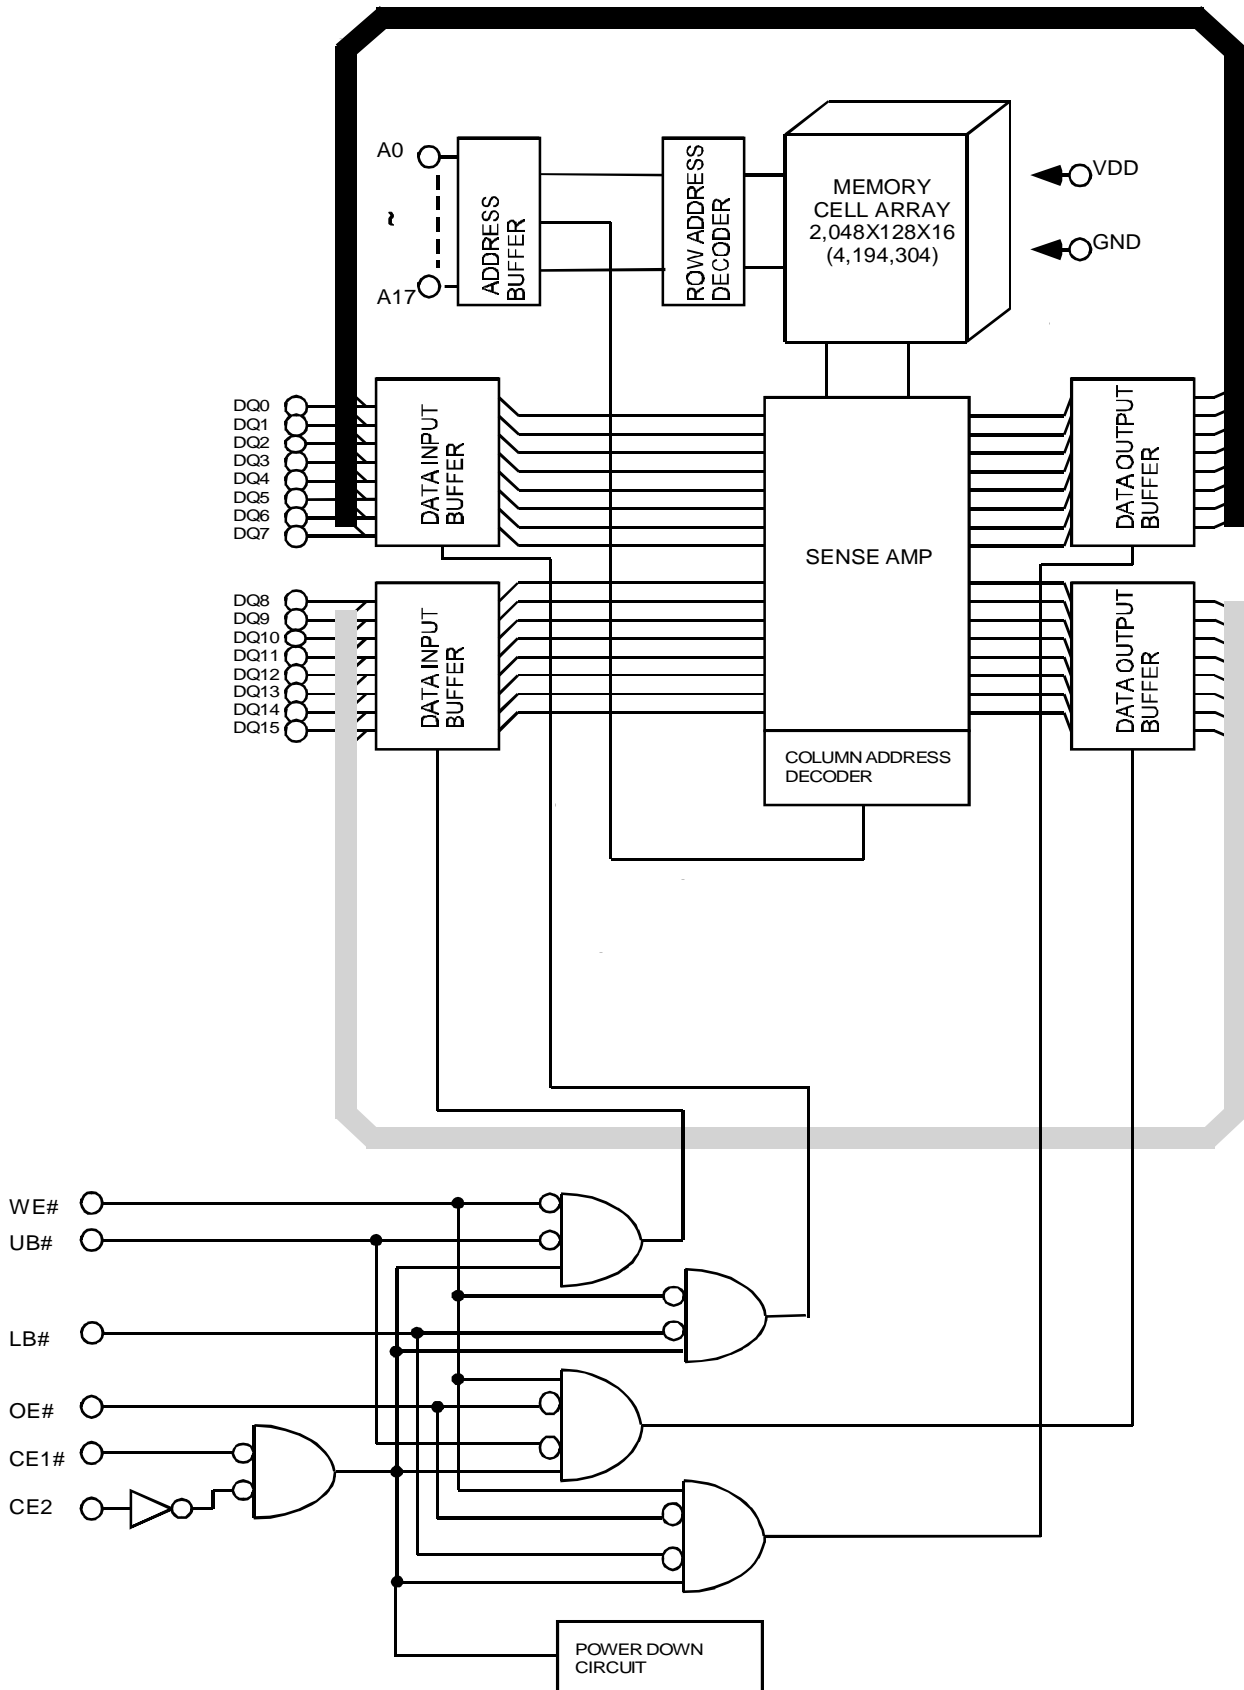 A0
~
A17
ADDRESS
BUFFER
ROW ADDRESS
DECODER
MEMORY
CELL ARRAY
2,048X128X16
(4,194,304)
VDD
GND
DQ0
DQ1
DQ2
DQ3
DQ4
DQ5
DQ6
DQ7
DATA INPUT
BUFFER
SENSE AMP
DATA OUTPUT
BUFFER
DQ8
DQ9
DQ10
DQ11
DQ12
DQ13
DQ14
DQ15
DATA INPUT
BUFFER
DATA OUTPUT
BUFFER
COLUMN ADDRESS
DECODER
WE#
UB#
LB#
OE#
CE1#
CE2
POWER DOWN
CIRCUIT